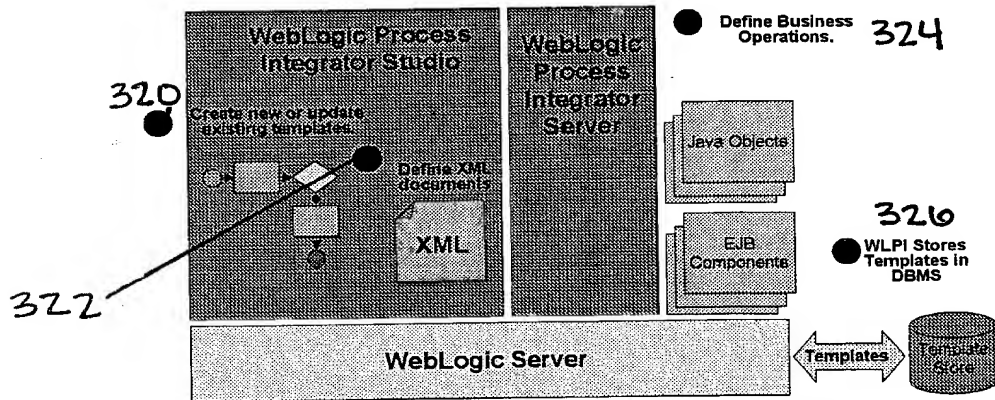 WebLogic Process
Integrator Studio
WebLogic
Process
Integrator
Server
Define Business
Operations.
324
320
Create new or update
existing templates.
Define XML
documents
XML
Java Objects
EJB
Components
326
WLPI Stores
Templates in
DBMS
322
WebLogic Server
Templates
Template
Store